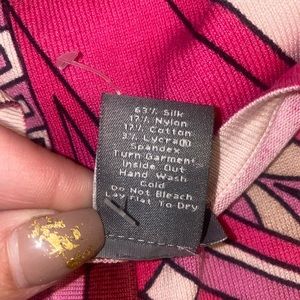 63% Silk
17% Nylon
17% Cotton
3% Lycra®
Spandex
Turn Garment
Inside Out
Hand Wash
Cold
Do Not Bleach
Lay Flat To Dry